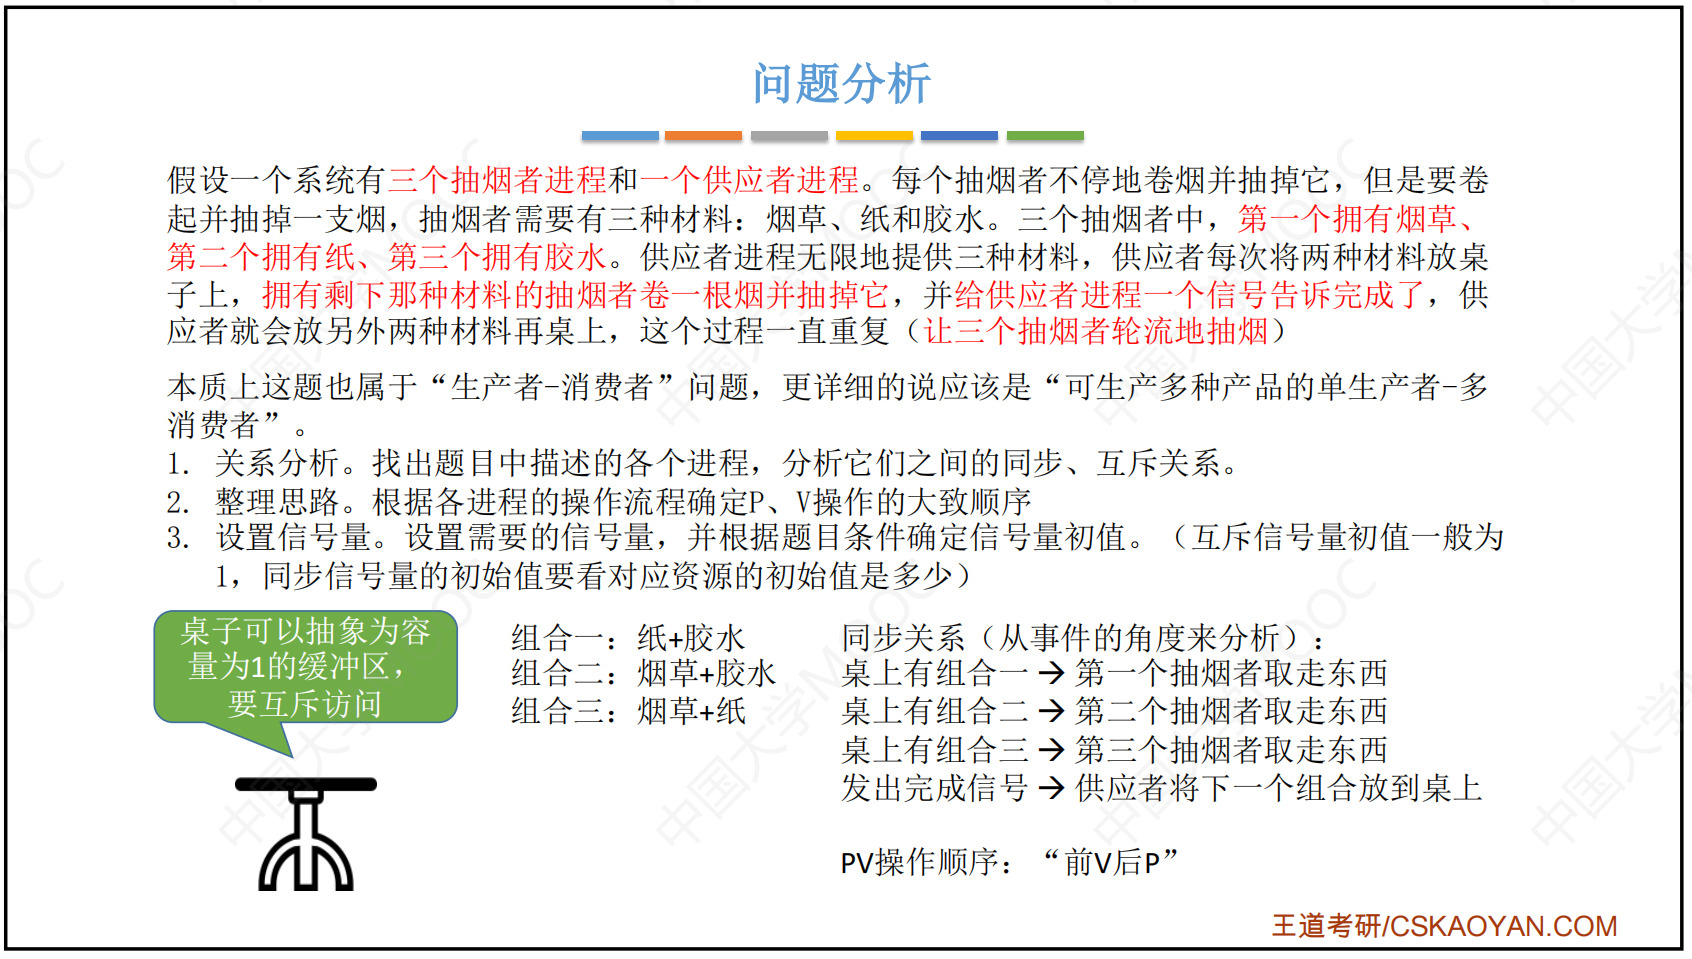 问题分析
假设一个系统有三个抽烟者进程和一个供应者进程。每个抽烟者不停地卷烟并抽掉它，但是要卷
起并抽掉一支烟，抽烟者需要有三种材料：烟草、纸和胶水。三个抽烟者中，第一个拥有烟草、
第二个拥有纸、第三个拥有胶水。供应者进程无限地提供三种材料，供应者每次将两种材料放桌
子上，拥有剩下那种材料的抽烟者卷一根烟并抽掉它，并给供应者进程一个信号告诉完成了，供
应者就会放另外两种材料再桌上，这个过程一直重复（让三个抽烟者轮流地抽烟）
本质上这题也属于“生产者-消费者”问题，更详细的说应该是“可生产多种产品的单生产者-多
消费者”。
1. 关系分析。找出题目中描述的各个进程，分析它们之间的同步、互斥关系。
2. 整理思路。根据各进程的操作流程确定P、V操作的大致顺序
3. 设置信号量。设置需要的信号量，并根据题目条件确定信号量初值。（互斥信号量初值一般为
1，同步信号量的初始值要看对应资源的初始值是多少）
桌子可以抽象为容
量为1的缓冲区，
要互斥访问
组合一：纸+胶水
组合二：烟草+胶水
组合三：烟草+纸
同步关系（从事件的角度来分析）：
桌上有组合一 → 第一个抽烟者取走东西
桌上有组合二 → 第二个抽烟者取走东西
桌上有组合三 → 第三个抽烟者取走东西
发出完成信号 → 供应者将下一个组合放到桌上
PV操作顺序：“前V后P”
王道考研/CSKAOYAN.COM
中国大学MOOC